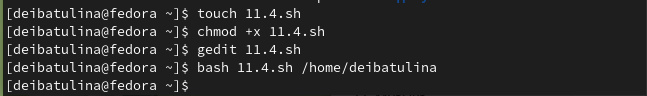 [deibatulina@fedora ~]$ touch 11.4.sh
[deibatulina@fedora ~]$ chmod +x 11.4.sh
[deibatulina@fedora ~]$ gedit 11.4.sh
[deibatulina@fedora ~]$ bash 11.4.sh /home/deibatulina
[deibatulina@fedora ~]$